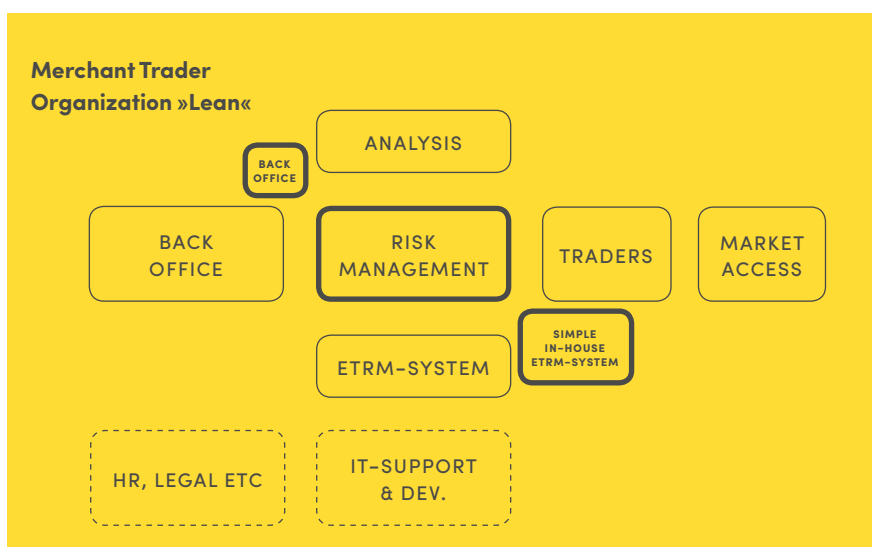 Merchant Trader
Organization »Lean«
ANALYSIS
BACK
OFFICE
BACK
OFFICE
RISK
MANAGEMENT
TRADERS
MARKET
ACCESS
SIMPLE
IN-HOUSE
ETRM-SYSTEM
ETRM-SYSTEM
HR, LEGAL ETC
IT-SUPPORT
& DEV.